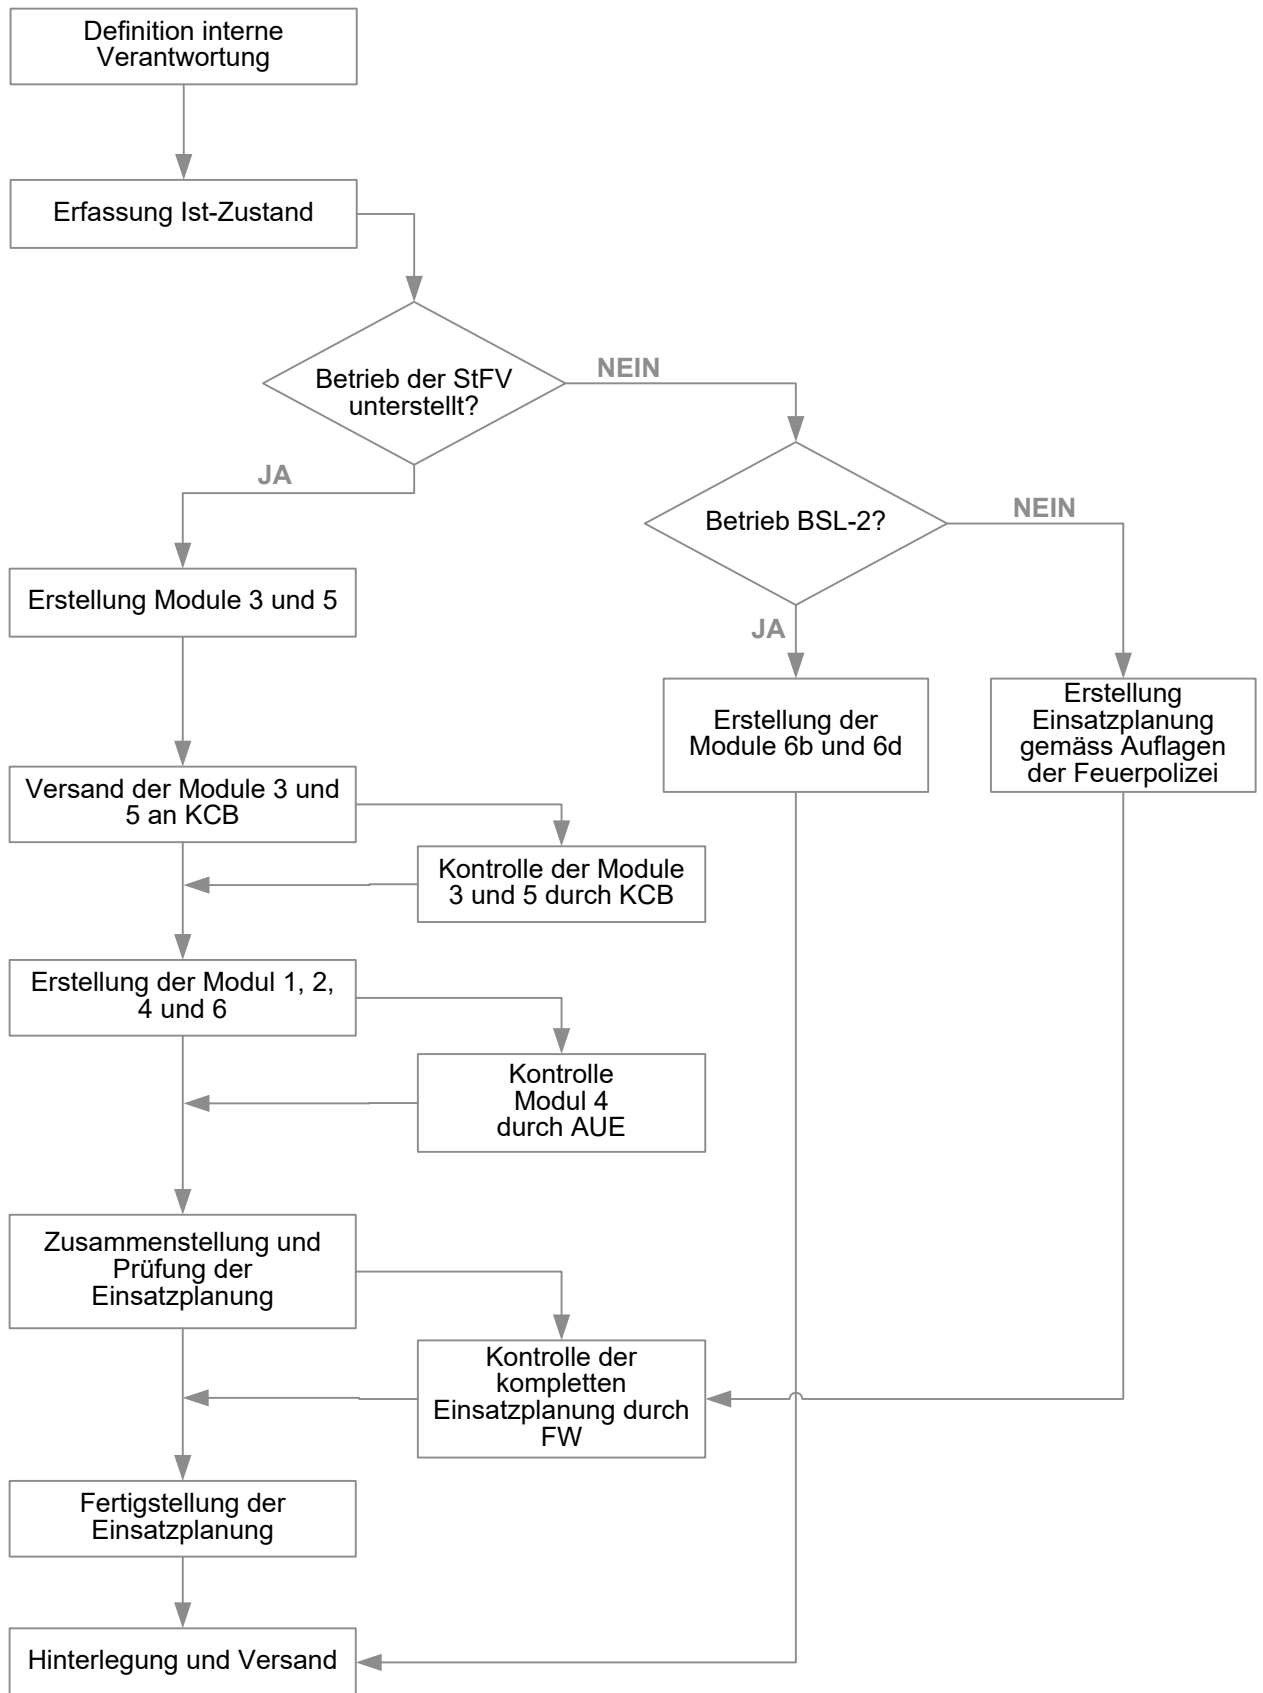 Definition interne
Verantwortung
Erfassung Ist-Zustand
Betrieb der StFV
unterstellt?
NEIN
JA
Betrieb BSL-2?
NEIN
JA
Erstellung Module 3 und 5
Erstellung der
Module 6b und 6d
Erstellung
Einsatzplanung
gemäss Auflagen
der Feuerpolizei
Versand der Module 3 und
5 an KCB
Kontrolle der Module
3 und 5 durch KCB
Erstellung der Modul 1, 2,
4 und 6
Kontrolle
Modul 4
durch AUE
Zusammenstellung und
Prüfung der
Einsatzplanung
Kontrolle der
kompletten
Einsatzplanung durch
FW
Fertigstellung der
Einsatzplanung
Hinterlegung und Versand